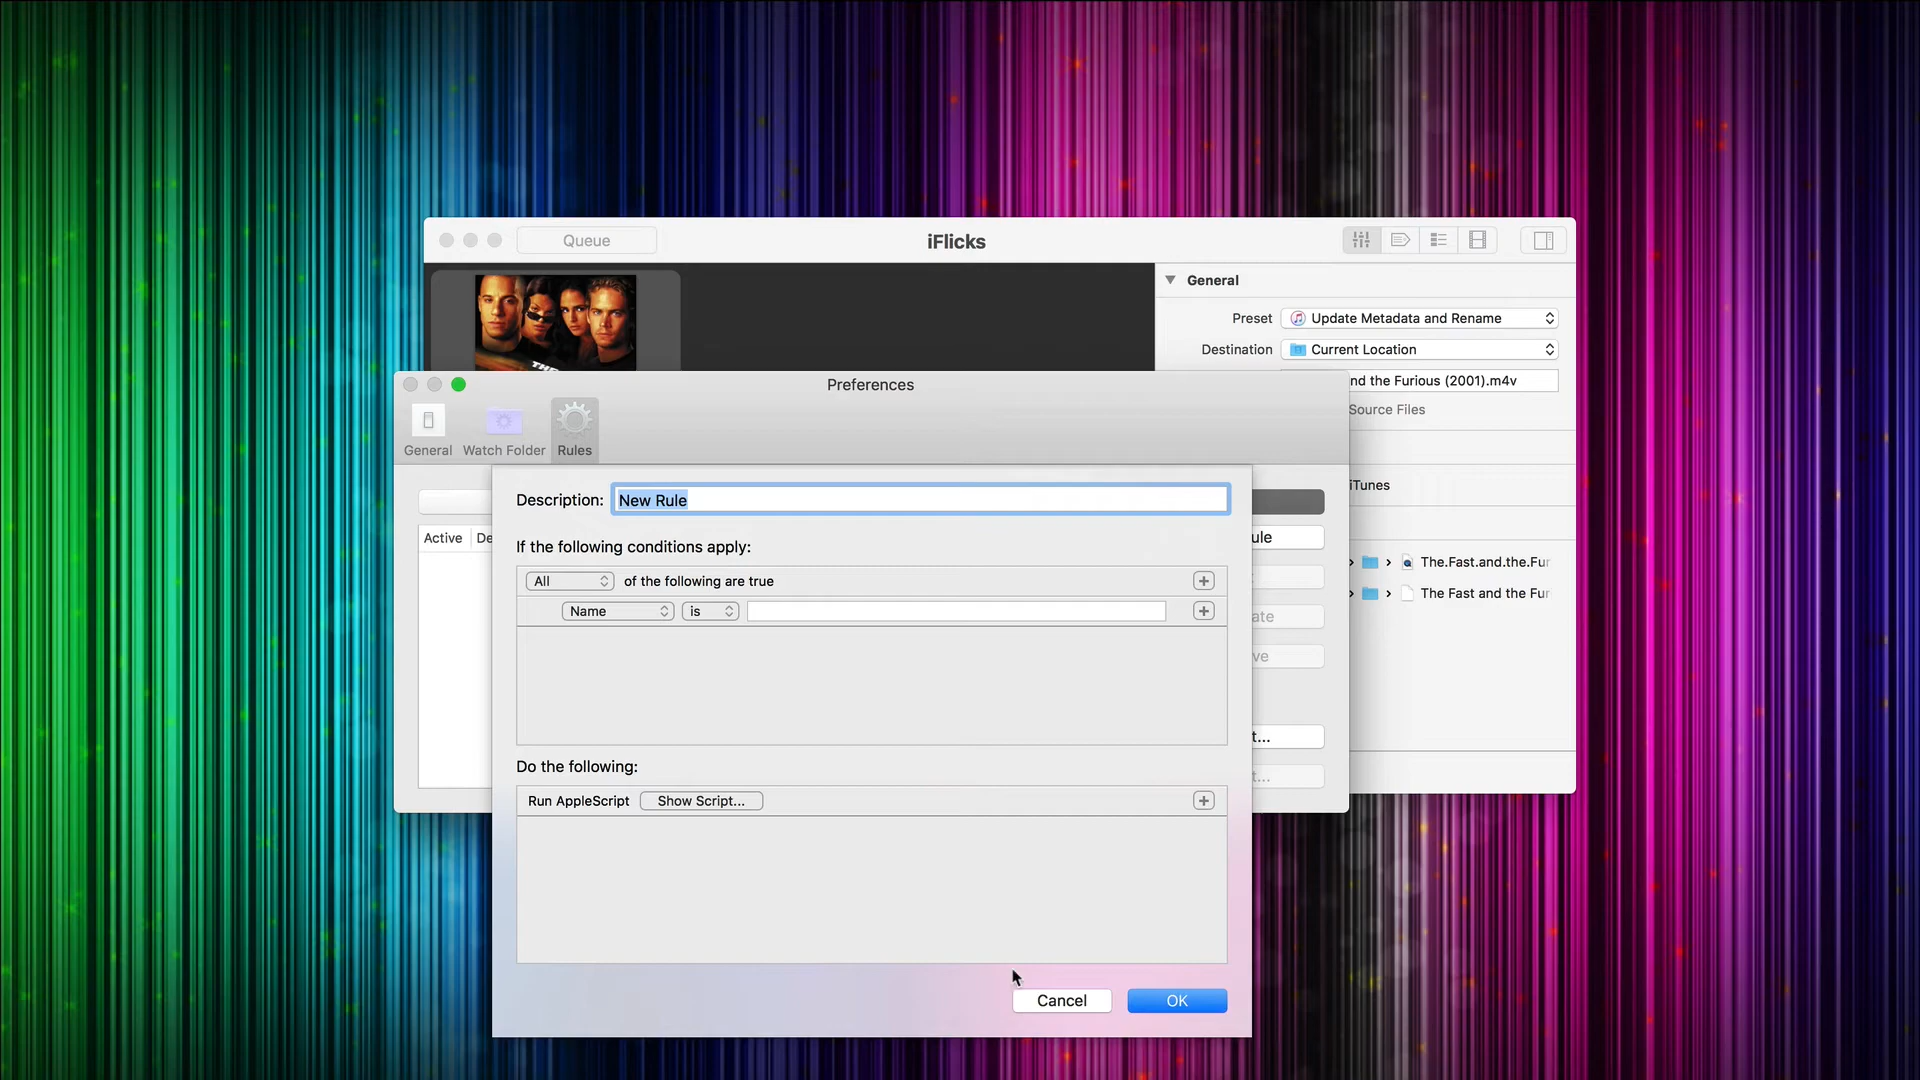 Queue
iFlicks
General
Preset
Update Metadata and Rename
Destination
Current Location
nd the Furious (2001).m4v
Source Files
iTunes
The.Fast.and.the.Fur
The Fast and the Fur
Preferences
General
Watch Folder
Rules
Active
De
Description:
New Rule
If the following conditions apply:
All
of the following are true
Name
is
Do the following:
Run AppleScript
Show Script...
ule
ate
ve
t...
t...
Cancel
OK